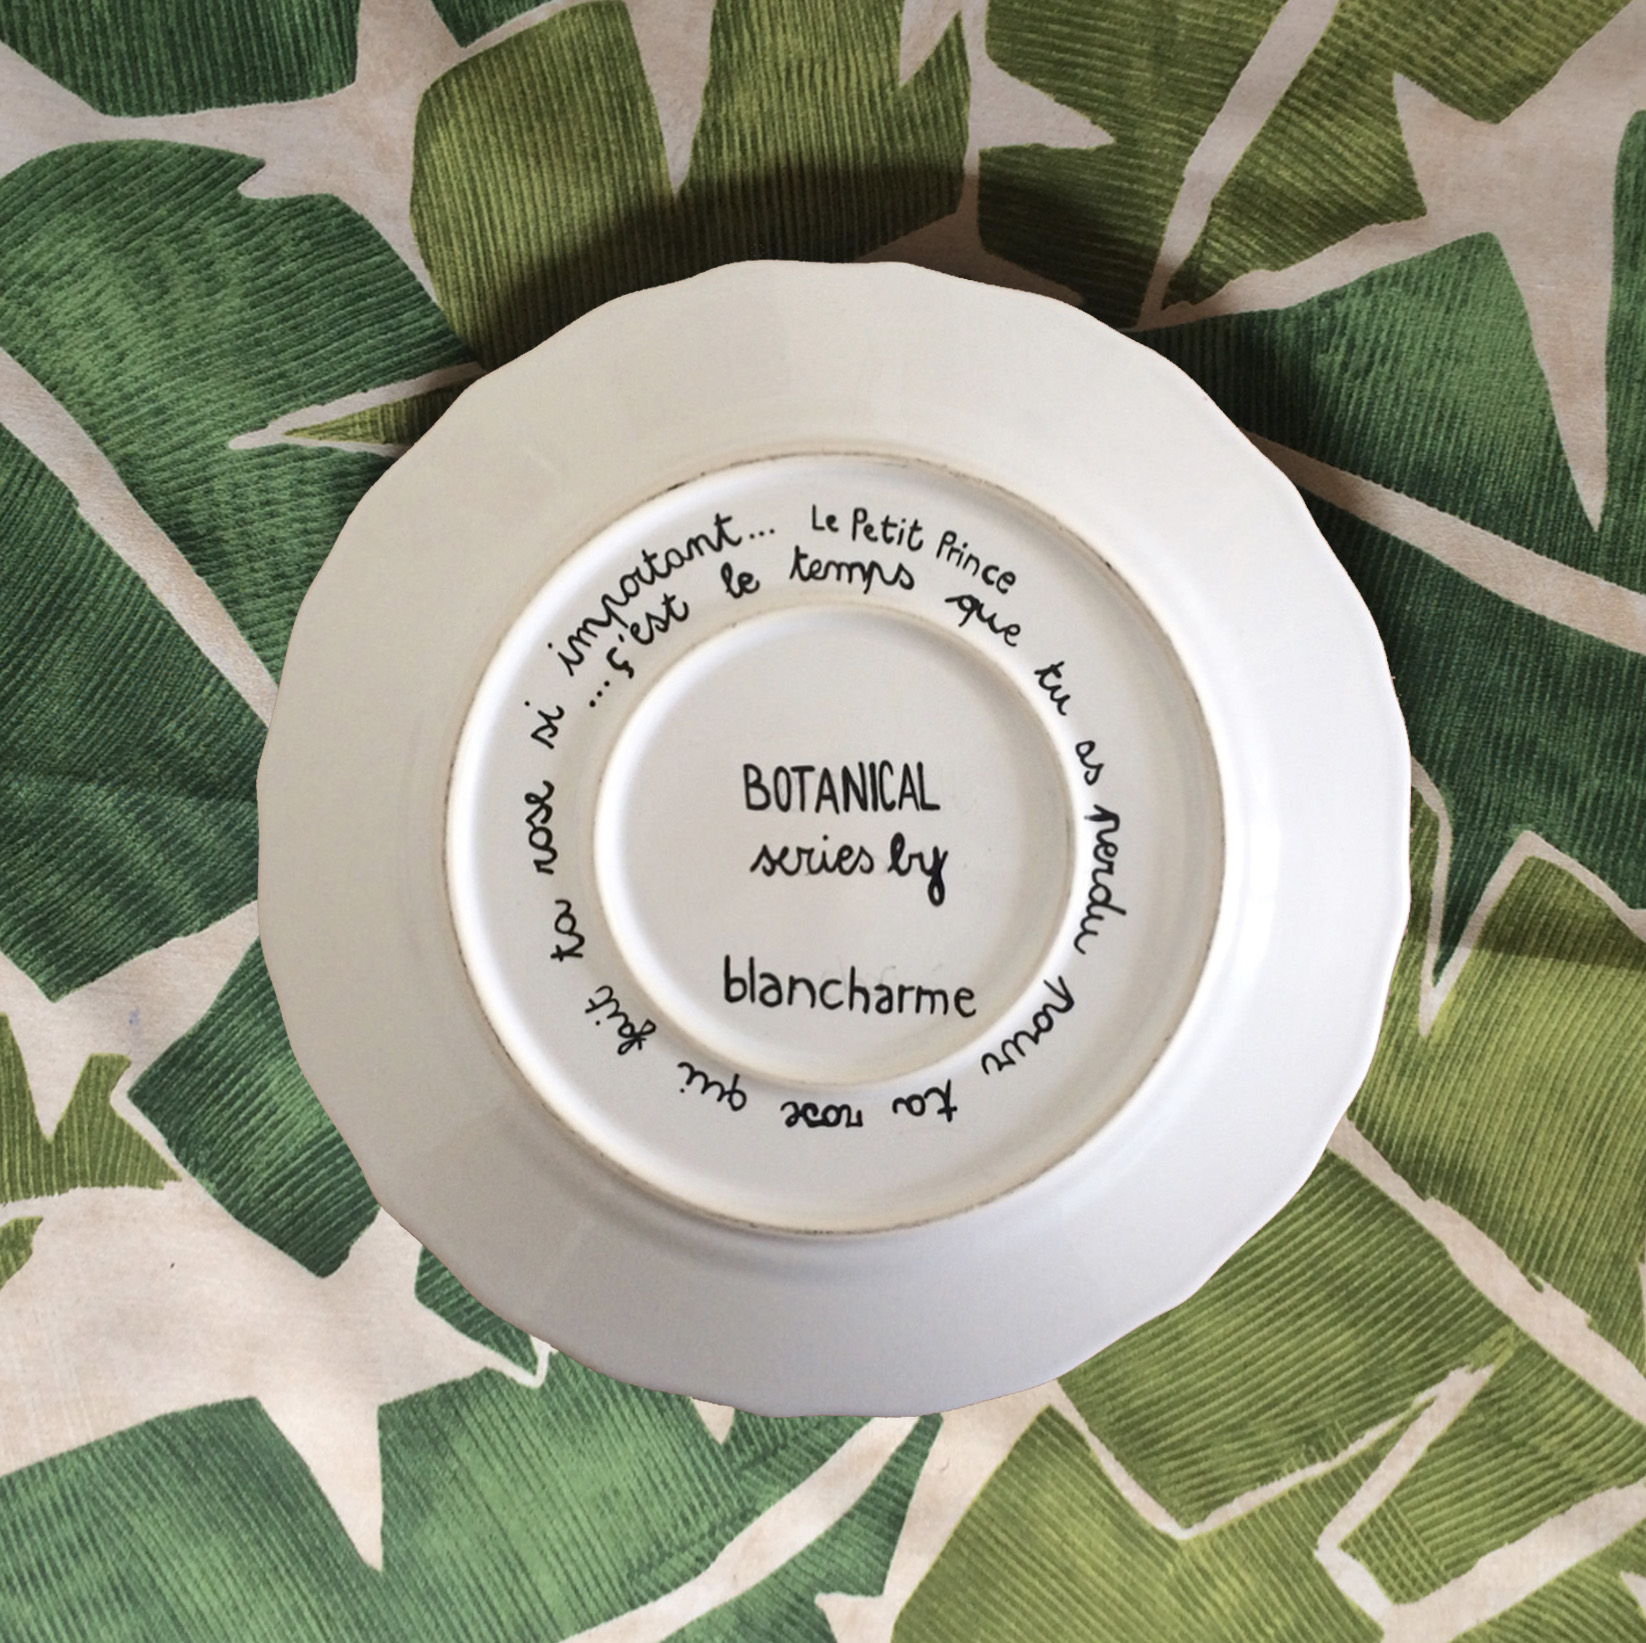 ...ç'est le temps que tu as perdu pour ta rose qui fait ta rose si important... Le Petit Prince
BOTANICAL
series by
blancharme